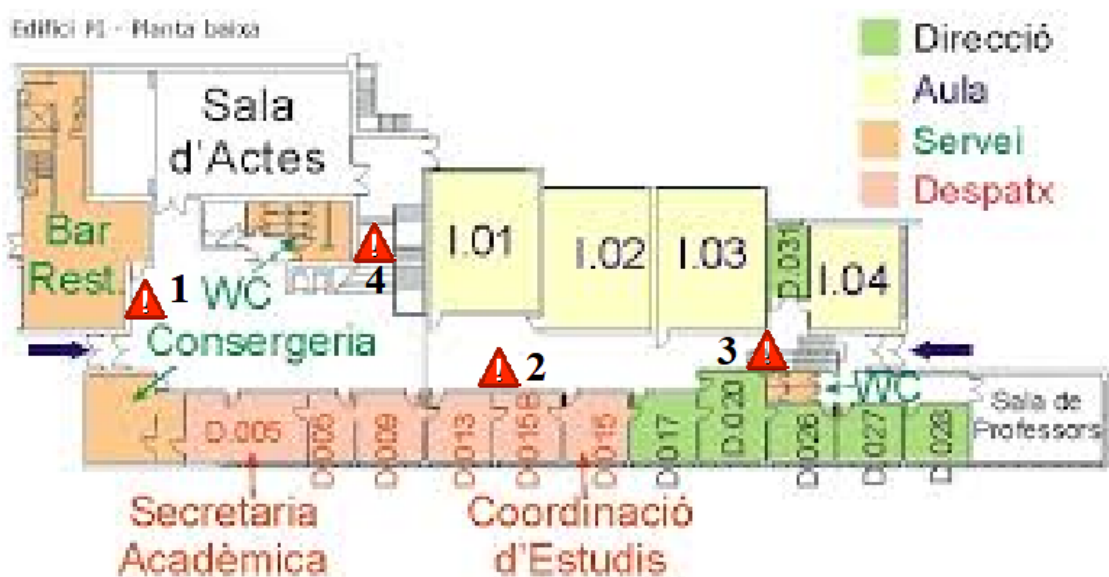 Edifici PI - Planta baixa
Direcció
Aula
Servei
Despatx
Sala
d'Actes
Bar
Rest.
1
WC
4
I.01
I.02
I.03
D.031
I.04
Consergeria
2
3
WC
D.005
D.008
D.009
D.013
D.015B
D.015
D.017
D.020
D.026
D.027
D.028
Sala de
Professors
Secretaria
Acadèmica
Coordinació
d'Estudis